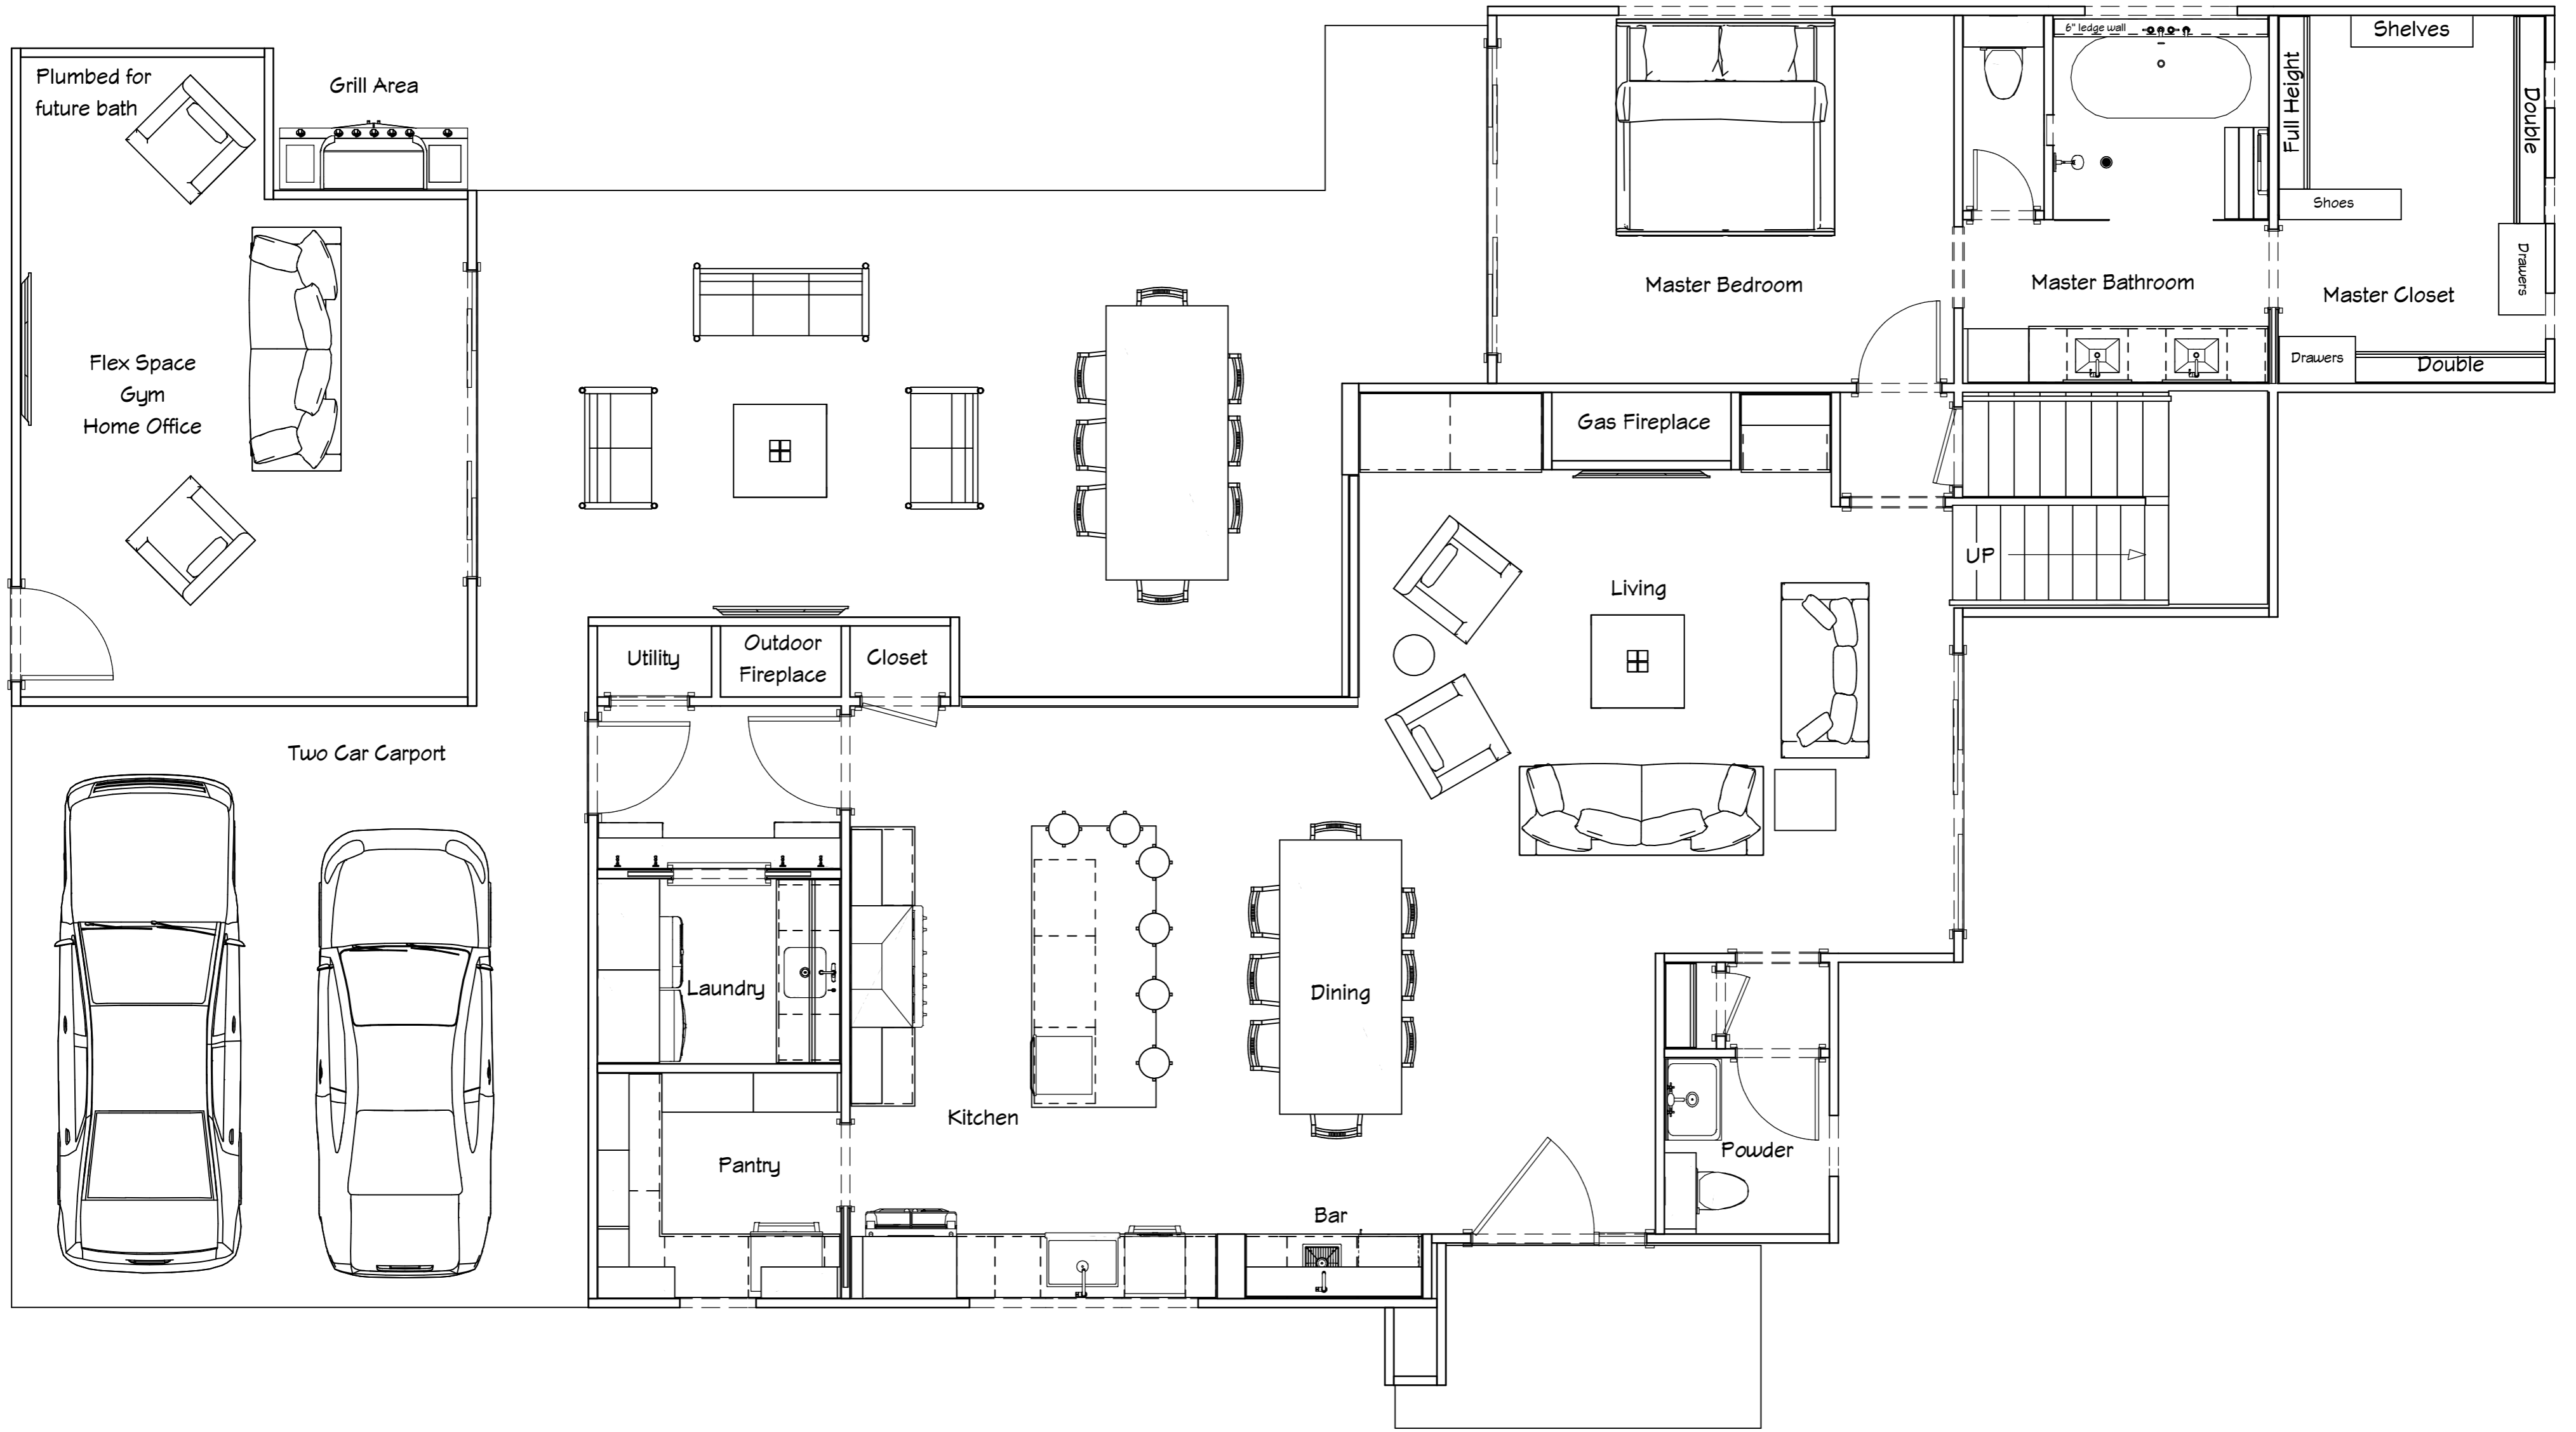 Plumbed for
future bath
Grill Area
6" ledge wall
Full Height
Shelves
Double
Shoes
Drawers
Master Bedroom
Master Bathroom
Master Closet
Drawers
Double
Flex Space
Gym
Home Office
Gas Fireplace
UP
Living
Utility
Outdoor
Fireplace
Closet
Two Car Carport
Laundry
Dining
Kitchen
Pantry
Powder
Bar